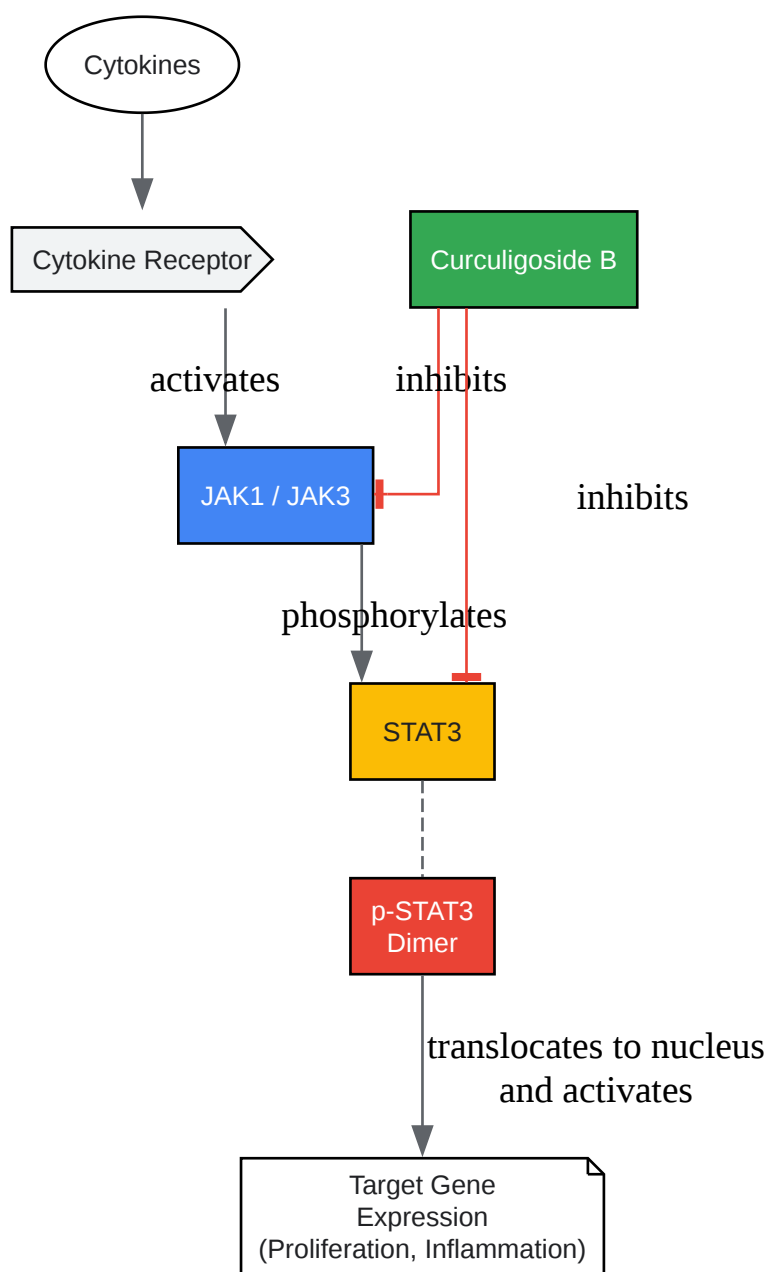 Cytokines
Cytokine Receptor
Curculigoside B
activates
inhibits
JAK1 / JAK3
inhibits
phosphorylates
STAT3
p-STAT3
Dimer
translocates to nucleus
and activates
Target Gene
Expression
(Proliferation, Inflammation)